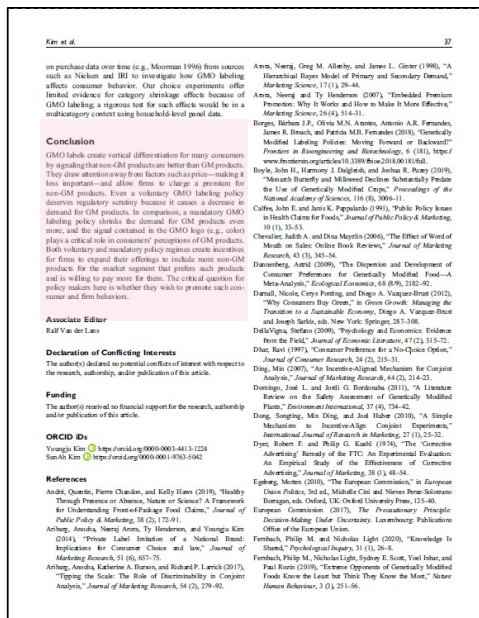 Kim et al.
37
on purchase data over time (e.g., Moorman 1996) from sources
such as Nielsen and IRI to investigate how GMO labeling
affects consumer behavior. Our choice experiments offer
limited evidence for category shrinkage effects because of
GMO labeling; a rigorous test for such effects would be in a
multicategory context using household-level panel data.
Conclusion
GMO labels create vertical differentiation for many consumers
by signaling that non-GM products are better than GM products.
They draw attention away from factors such as price—making it
less important—and allow firms to charge a premium for
non-GM products. Even a voluntary GMO labeling policy
deserves regulatory scrutiny because it causes a decrease in
demand for GM products. In comparison, a mandatory GMO
labeling policy shrinks the demand for GM products even
more, and the signal contained in the GMO logo (e.g., color)
plays a critical role in consumers' perceptions of GM products.
Both voluntary and mandatory policy regimes create incentives
for firms to expand their offerings to include more non-GM
products for the market segment that prefers such products
and is willing to pay more for them. The critical question for
policy makers here is whether they wish to promote such con-
sumer and firm behaviors.
Associate Editor
Ralf Van der Lans
Declaration of Conflicting Interests
The author(s) declared no potential conflicts of interest with respect to
the research, authorship, and/or publication of this article.
Funding
The author(s) received no financial support for the research, authorship
and/or publication of this article.
ORCID iDs
Youngju Kim https://orcid.org/0000-0003-4413-1224
SunAh Kim https://orcid.org/0000-0001-9763-5042
References
André, Quentin, Pierre Chandon, and Kelly Haws (2019), "Healthy
Through Presence or Absence, Nature or Science? A Framework
for Understanding Front-of-Package Food Claims," Journal of
Public Policy & Marketing, 38 (2), 172–91.
Aribarg, Anocha, Neeraj Arora, Ty Henderson, and Youngju Kim
(2014), "Private Label Imitation of a National Brand:
Implications for Consumer Choice and law," Journal of
Marketing Research, 51 (6), 657–75.
Aribarg, Anocha, Katherine A. Burson, and Richard P. Larrick (2017),
"Tipping the Scale: The Role of Discriminability in Conjoint
Analysis," Journal of Marketing Research, 54 (2), 279–92.
Arora, Neeraj, Greg M. Allenby, and James L. Ginter (1998), "A
Hierarchical Bayes Model of Primary and Secondary Demand,"
Marketing Science, 17 (1), 29–44.
Arora, Neeraj and Ty Henderson (2007), "Embedded Premium
Promotion: Why It Works and How to Make It More Effective,"
Marketing Science, 26 (4), 514–31.
Borges, Bárbara J.P., Olívia M.N. Arantes, Antonio A.R. Fernandes,
James R. Broach, and Patricia M.B. Fernandes (2018), "Genetically
Modified Labeling Policies: Moving Forward or Backward?"
Frontiers in Bioengineering and Biotechnology, 6 (181), https://
www.frontiersin.org/articles/10.3389/fbioe.2018.00181/full.
Boyle, John H., Harmony J. Dalgleish, and Joshua R. Puzey (2019),
"Monarch Butterfly and Milkweed Declines Substantially Predate
the Use of Genetically Modified Crops," Proceedings of the
National Academy of Sciences, 116 (8), 3006–11.
Calfee, John E. and Janis K. Pappalardo (1991), "Public Policy Issues
in Health Claims for Foods," Journal of Public Policy & Marketing,
10 (1), 33–53.
Chevalier, Judith A. and Dina Mayzlin (2006), "The Effect of Word of
Mouth on Sales: Online Book Reviews," Journal of Marketing
Research, 43 (3), 345–54.
Dannenberg, Astrid (2009), "The Dispersion and Development of
Consumer Preferences for Genetically Modified Food—A
Meta-Analysis," Ecological Economics, 68 (8/9), 2182–92.
Darnall, Nicole, Cerys Ponting, and Diego A. Vazquez-Brust (2012),
"Why Consumers Buy Green," in Green Growth: Managing the
Transition to a Sustainable Economy, Diego A. Vazquez-Brust
and Joseph Sarkis, eds. New York: Springer, 287–308.
DellaVigna, Stefano (2009), "Psychology and Economics: Evidence
from the Field," Journal of Economic Literature, 47 (2), 315–72.
Dhar, Ravi (1997), "Consumer Preference for a No-Choice Option,"
Journal of Consumer Research, 24 (2), 215–31.
Ding, Min (2007), "An Incentive-Aligned Mechanism for Conjoint
Analysis," Journal of Marketing Research, 44 (2), 214–23.
Domingo, José L. and Jordi G. Bordonaba (2011), "A Literature
Review on the Safety Assessment of Genetically Modified
Plants," Environment International, 37 (4), 734–42.
Dong, Songting, Min Ding, and Joel Huber (2010), "A Simple
Mechanism to Incentive-Align Conjoint Experiments,"
International Journal of Research in Marketing, 27 (1), 25–32.
Dyer, Robert F. and Philip G. Kuehl (1974), "The 'Corrective
Advertising' Remedy of the FTC: An Experimental Evaluation:
An Empirical Study of the Effectiveness of Corrective
Advertising," Journal of Marketing, 38 (1), 48–54.
Egeberg, Morten (2010), "The European Commission," in European
Union Politics, 3rd ed., Michelle Cini and Nieves Perez-Solorzano
Borragan, eds. Oxford, UK: Oxford University Press, 125–40.
European Commission (2017), The Precautionary Principle:
Decision-Making Under Uncertainty. Luxembourg: Publications
Office of the European Union.
Fernbach, Philip M. and Nicholas Light (2020), "Knowledge Is
Shared," Psychological Inquiry, 31 (1), 26–8.
Fernbach, Philip M., Nicholas Light, Sydney E. Scott, Yoel Inbar, and
Paul Rozin (2019), "Extreme Opponents of Genetically Modified
Foods Know the Least but Think They Know the Most," Nature
Human Behaviour, 3 (3), 251–56.